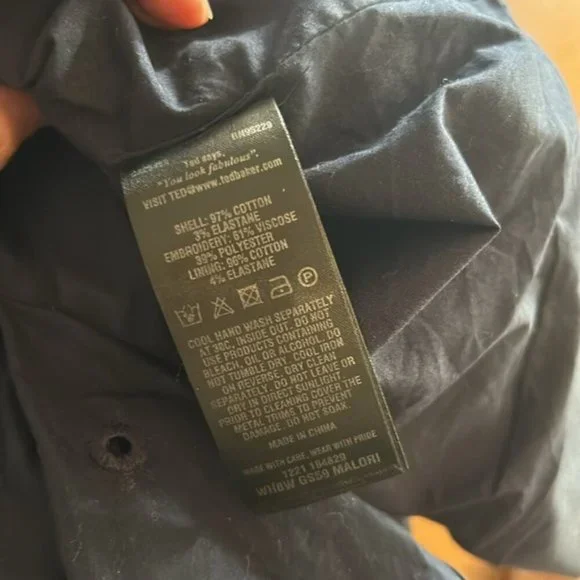 RN95229
Ted says,
"You look fabulous".
VISIT TED@www.tedbaker.com
SHELL: 97% COTTON
3% ELASTANE
EMBROIDERY: 61% VISCOSE
39% POLYESTER
LINING: 96% COTTON
4% ELASTANE
P
COOL HAND WASH SEPARATELY
AT 30C. INSIDE OUT. DO NOT
USE PRODUCTS CONTAINING
BLEACH, OIL OR ALCOHOL. DO
NOT TUMBLE DRY. COOL IRON
ON REVERSE. DRY CLEAN
SEPARATELY. DO NOT LEAVE OR
DRY IN DIRECT SUNLIGHT.
PRIOR TO CLEANING COVER THE
METAL TRIMS TO PREVENT
DAMAGE. DO NOT SOAK.
MADE IN CHINA
MADE WITH CARE, WEAR WITH PRIDE
1221 164829
WH8W GS59 MALORI